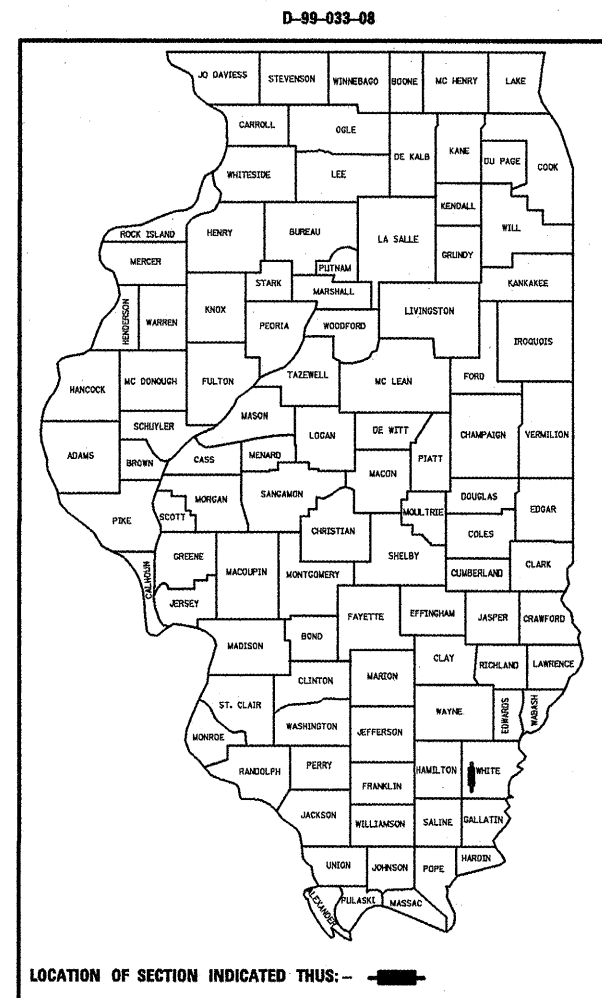 D-99-033-08
JO DAVIESS STEVENSON WINNEBAGO BOONE MC HENRY LAKE
CARROLL OGLE DE KALB KANE DU PAGE COOK
WHITESIDE LEE
KENDALL
ROCK ISLAND HENRY BUREAU LA SALLE WILL
MERCER PUTNAM GRUNDY
STARK MARSHALL KANKAKEE
HENDERSON WARREN KNOX PEORIA WOODFORD LIVINGSTON IROQUOIS
HANCOCK MC DONOUGH FULTON TAZEWELL MC LEAN FORD
MASON
SCHUYLER LOGAN DE WITT CHAMPAIGN VERMILION
ADAMS BROWN CASS MENARD PIATT
MACON
MORGAN SANGAMON DOUGLAS
PIKE SCOTT MOULTRIE EDGAR
CHRISTIAN COLES
GREENE SHELBY
CALHOUN MACOUPIN MONTGOMERY CUMBERLAND CLARK
JERSEY FAYETTE EFFINGHAM JASPER CRAWFORD
MADISON BOND
CLAY RICHLAND LAWRENCE
CLINTON MARION
ST. CLAIR WAYNE EDWARDS WABASH
WASHINGTON JEFFERSON
MONROE
RANDOLPH PERRY HAMILTON WHITE
FRANKLIN
JACKSON WILLIAMSON SALINE GALLATIN
UNION JOHNSON POPE HARDIN
ALEXANDER PULASKI MASSAC
LOCATION OF SECTION INDICATED THUS:-